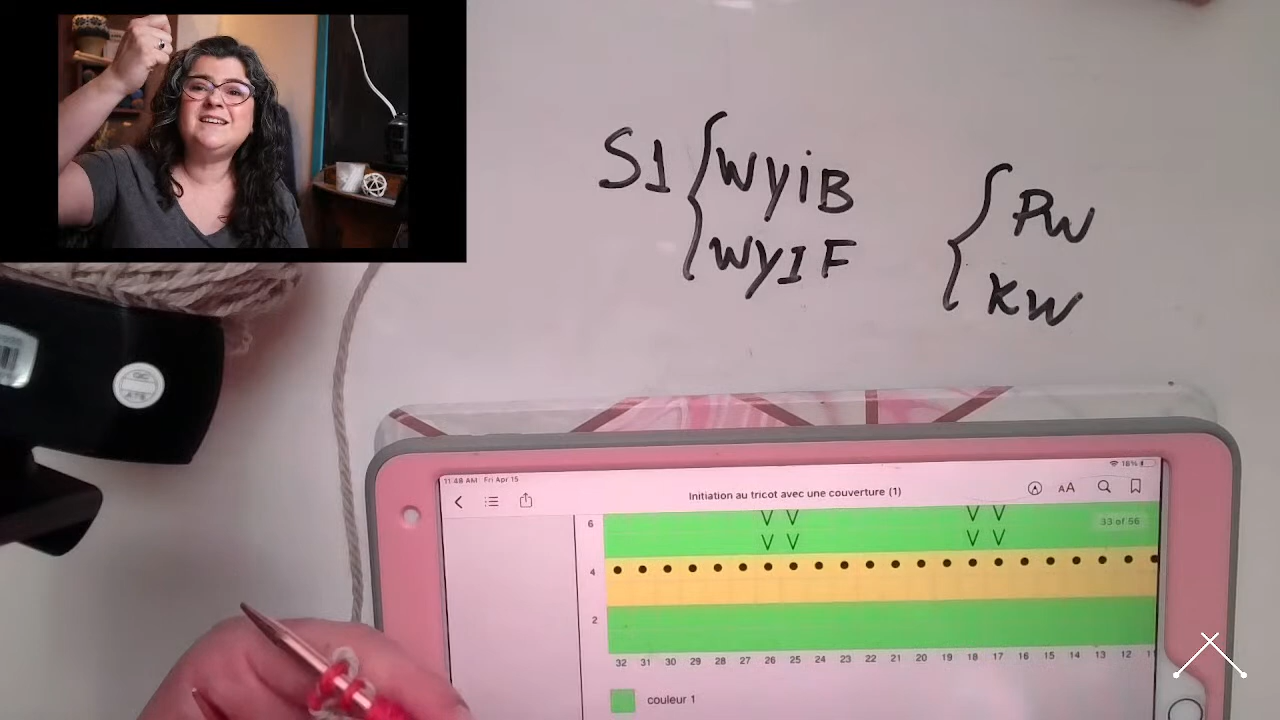 S1 { WYiB
WYIF
{ PW
KW
11:48 AM Fri Apr 15
18%
Initiation au tricot avec une couverture (1)
AA
33 of 56
6
V V V V
V V V V
4
2
32 31 30 29 28 27 26 25 24 23 22 21 20 19 18 17 16 15 14 13 12
couleur 1